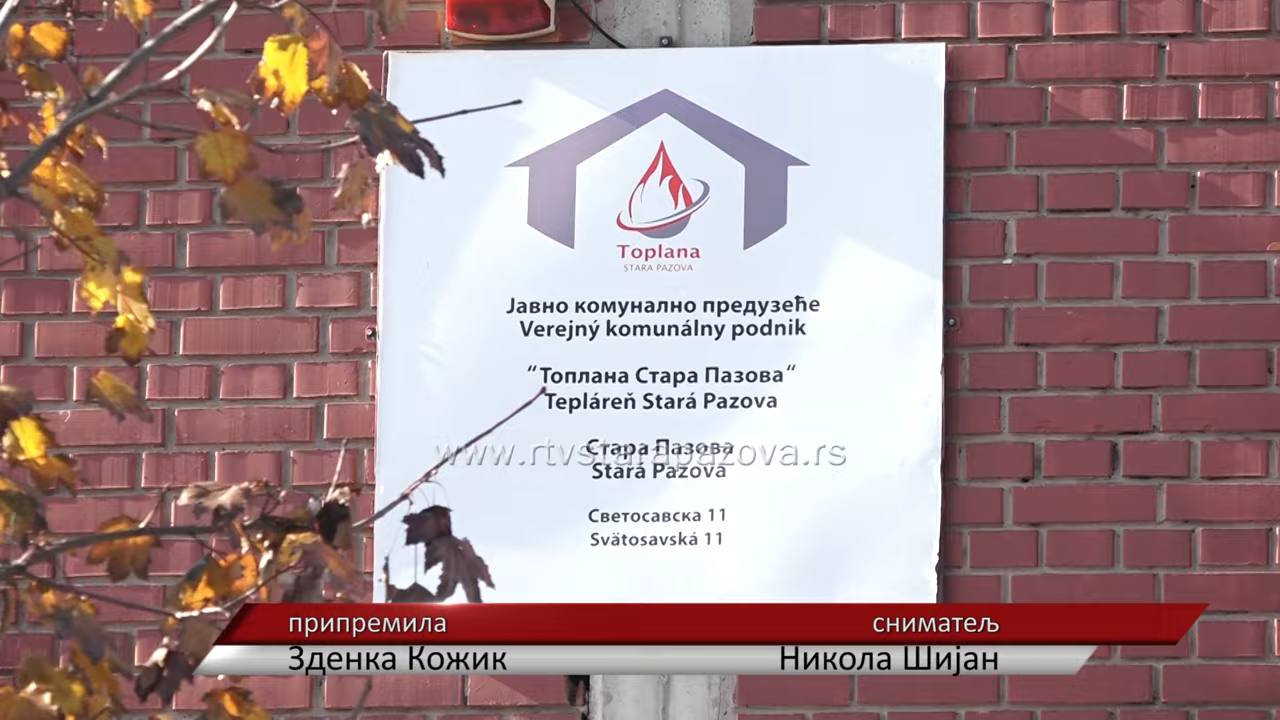 Toplana
STARA PAZOVA
Јавно комунално предузеће
Verejný komunálny podnik
“Топлана Стара Пазова“
Tepláreň Stará Pazova
Стара Пазова
www.rtvstarapazova.rs
Stará Pazova
Светосавска 11
Svätosavská 11
припремила
сниматељ
Зденка Кожик
Никола Шијан